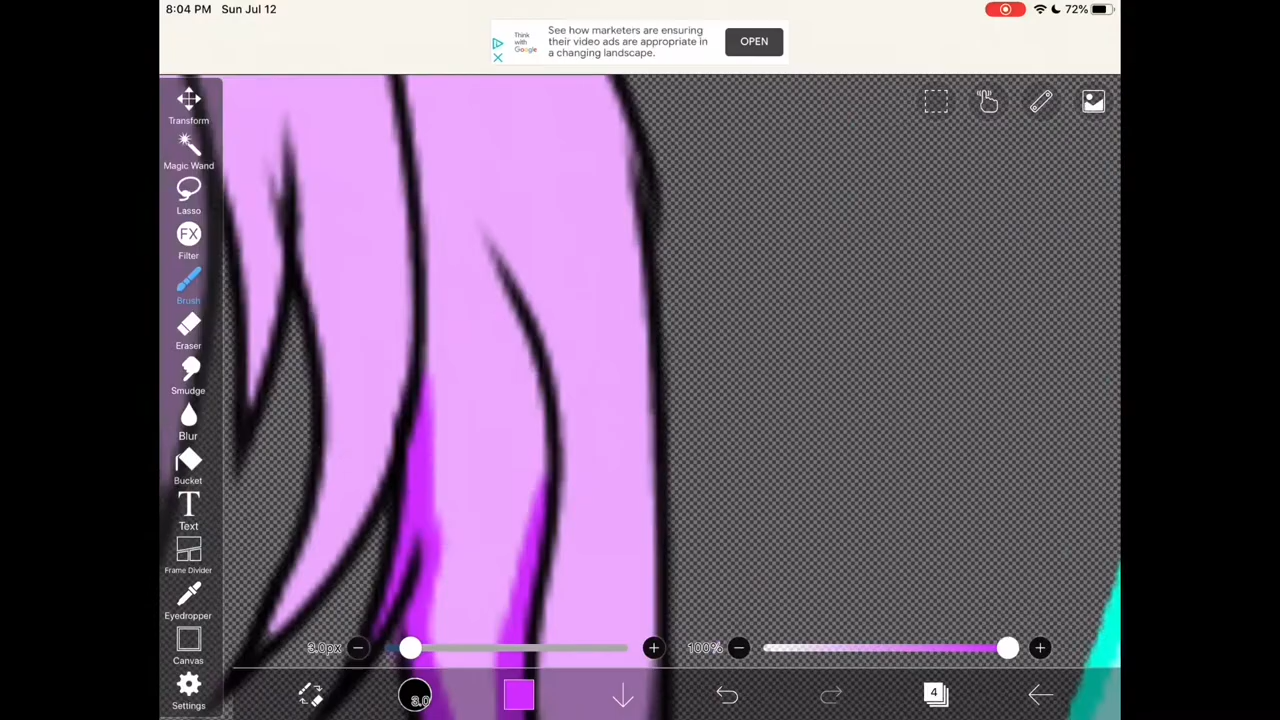 8:04 PM Sun Jul 12
72%
Think
with
Google
See how marketers are ensuring
their video ads are appropriate in
a changing landscape.
OPEN
Transform
Magic Wand
Lasso
FX
Filter
Brush
Eraser
Smudge
Blur
Bucket
T
Text
Frame Divider
Eyedropper
Canvas
Settings
3.0px
100%
3.0
4